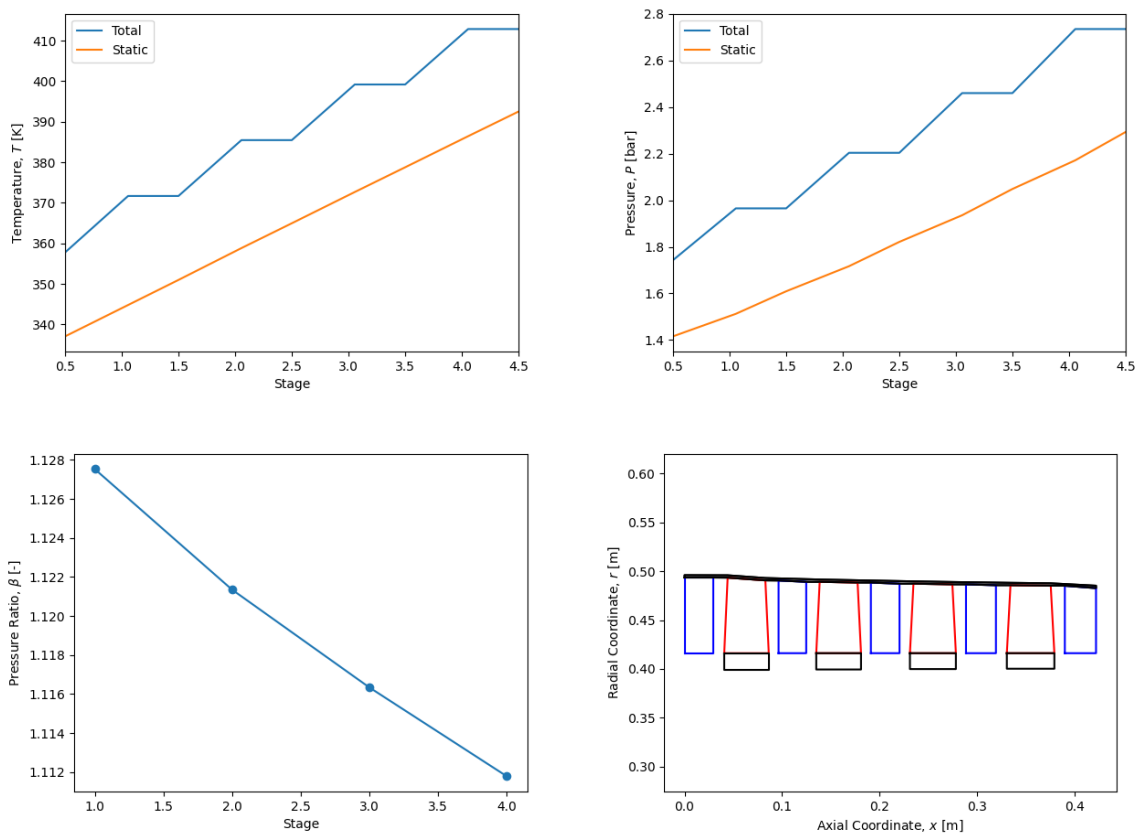 410
400
390
380
370
360
350
340
Temperature, T [K]
Total
Static
0.5 1.0 1.5 2.0 2.5 3.0 3.5 4.0 4.5
Stage
2.8
2.6
2.4
2.2
2.0
1.8
1.6
1.4
Pressure, P [bar]
Total
Static
0.5 1.0 1.5 2.0 2.5 3.0 3.5 4.0 4.5
Stage
1.128
1.126
1.124
1.122
1.120
1.118
1.116
1.114
1.112
Pressure Ratio, β [-]
1.0 1.5 2.0 2.5 3.0 3.5 4.0
Stage
0.60
0.55
0.50
0.45
0.40
0.35
0.30
Radial Coordinate, r [m]
0.0 0.1 0.2 0.3 0.4
Axial Coordinate, x [m]